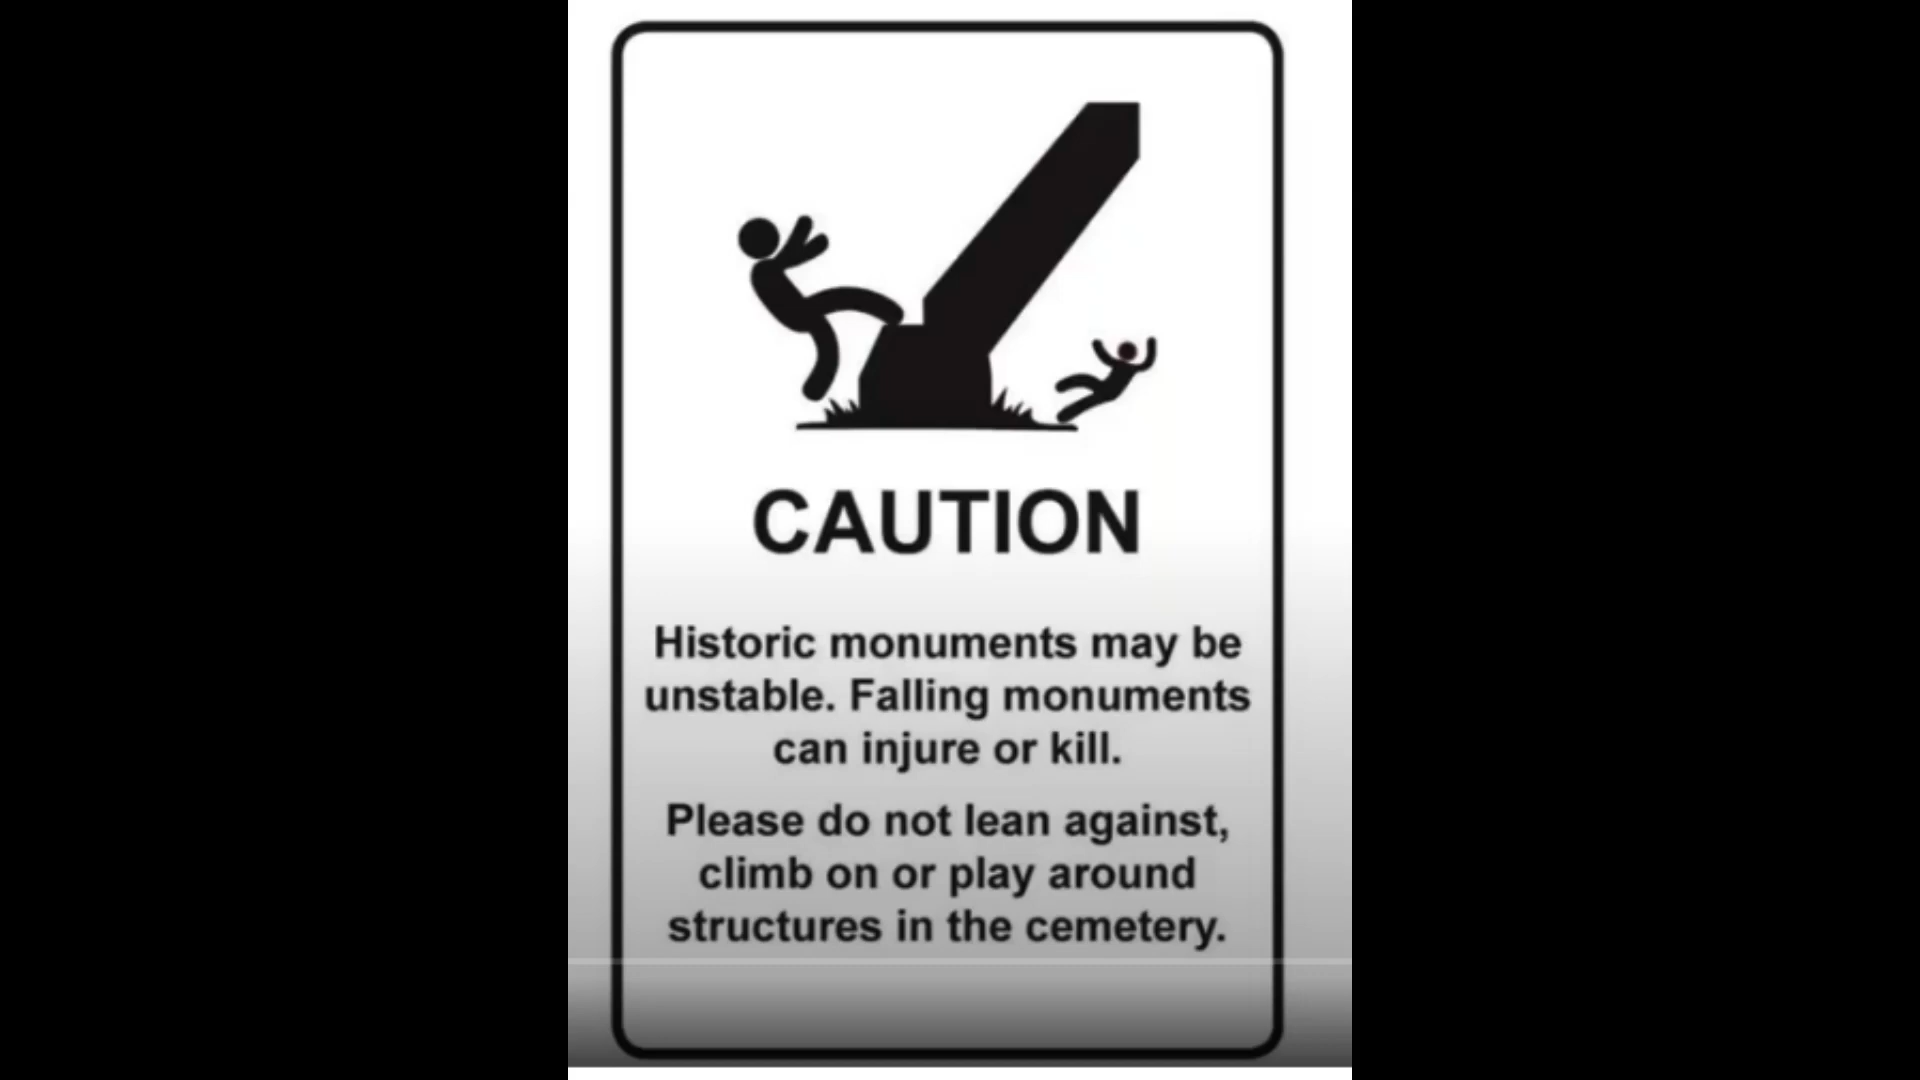 CAUTION
Historic monuments may be
unstable. Falling monuments
can injure or kill.
Please do not lean against,
climb on or play around
structures in the cemetery.